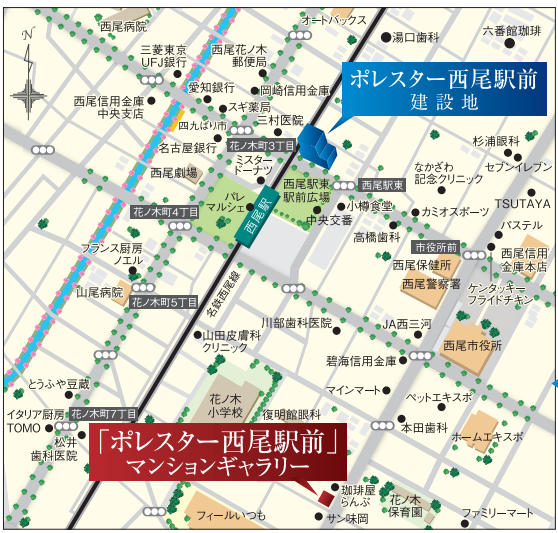 オートバックス
西尾病院
六番館珈琲
湯口歯科
N
三菱東京
UFJ銀行
西尾花ノ木
郵便局
ポレスター西尾駅前
建設地
愛知銀行
岡崎信用金庫
西尾信用金庫
中央支店
スギ薬局
四九ぱり市
三村医院
杉浦眼科
名古屋銀行
花ノ木町3丁目
セブンイレブン
ミスター
ドーナツ
西尾劇場
なかざわ
記念クリニック
西尾駅東
駅前広場
西尾駅東
TSUTAYA
パレ
マルシェ
小樽食堂
カミオスポーツ
花ノ木町4丁目
西尾駅
中央交番
パステル
高橋歯科
市役所前
フランス厨房
ノエル
西尾信用
金庫本店
西尾保健所
西尾警察署
山尾病院
花ノ木町5丁目
名鉄西尾線
ケンタッキー
フライドチキン
川部歯科医院
JA西三河
山田皮膚科
クリニック
西尾市役所
碧海信用金庫
とうふや豆蔵
マインマート
ペットエキスポ
花ノ木
小学校
イタリア厨房
TOMO
花ノ木町7丁目
復明館眼科
本田歯科
ホームエキスポ
松井
歯科医院
「ポレスター西尾駅前」
マンションギャラリー
珈琲屋
らんぷ
花ノ木
保育園
フィールいつも
サン味岡
ファミリーマート